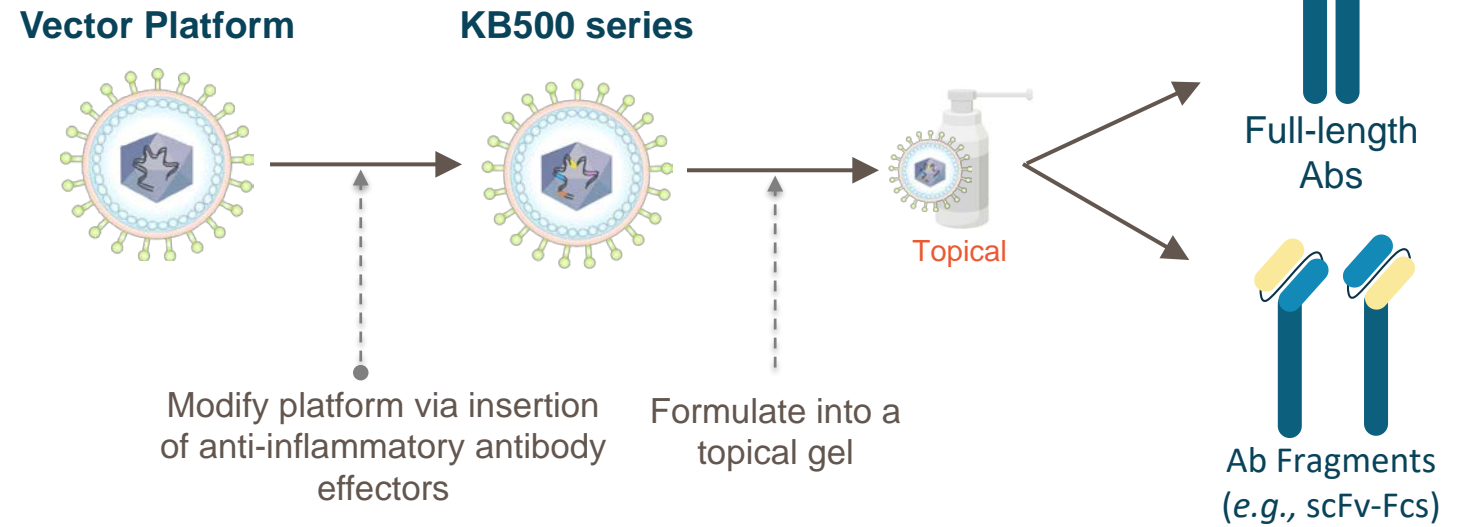 Vector Platform
KB500 series
Topical
Full-length
Abs
Modify platform via insertion
of anti-inflammatory antibody
effectors
Formulate into a
topical gel
Ab Fragments
(e.g., scFv-Fcs)